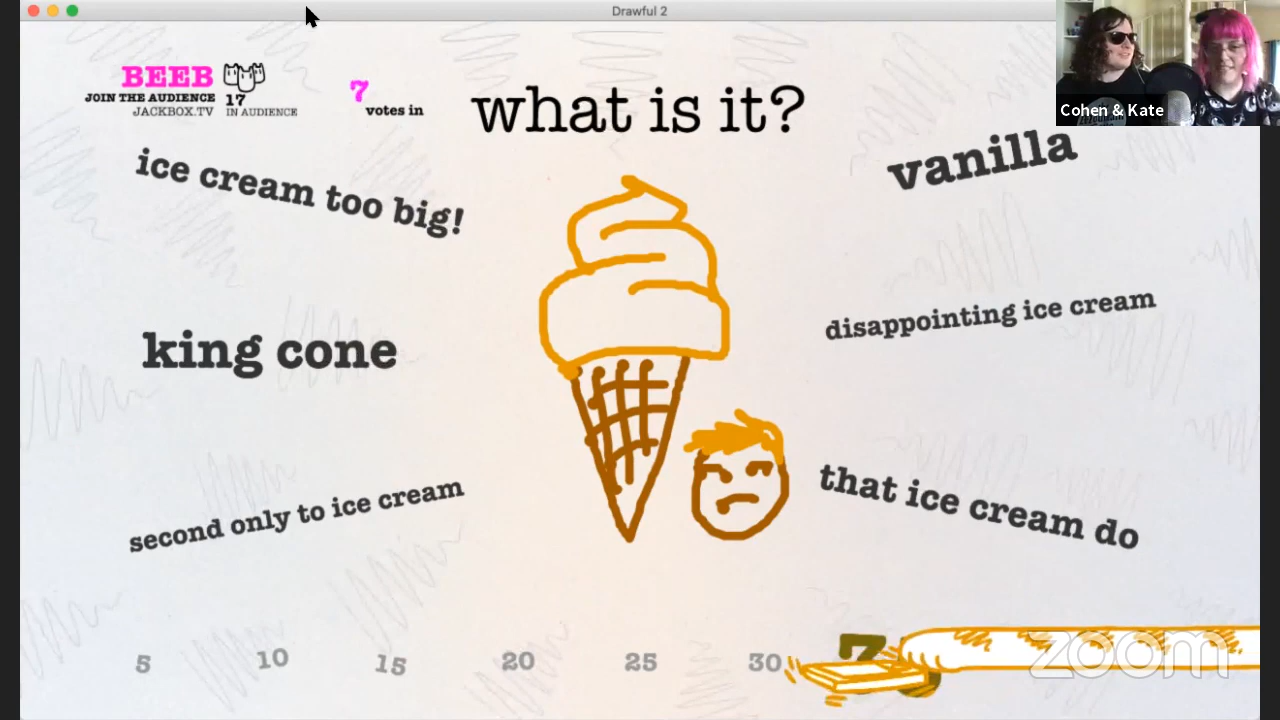 Drawful 2
BEEB
JOIN THE AUDIENCE
JACKBOX.TV
17
IN AUDIENCE
7
votes in
what is it?
Cohen & Kate
ice cream too big!
vanilla
king cone
disappointing ice cream
second only to ice cream
that ice cream do
5
10
15
20
25
30
zoom